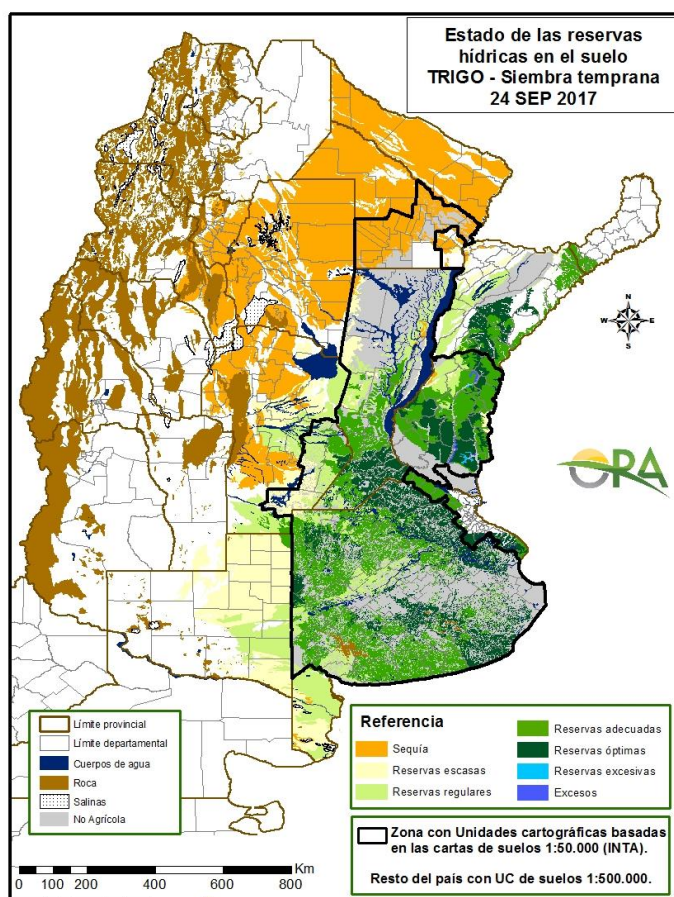 Estado de las reservas
hídricas en el suelo
TRIGO - Siembra temprana
24 SEP 2017
N
W E
S
ORA
Límite provincial
Límite departamental
Cuerpos de agua
Roca
Salinas
No Agrícola
Referencia
Sequía
Reservas escasas
Reservas regulares
Reservas adecuadas
Reservas óptimas
Reservas excesivas
Excesos
Zona con Unidades cartográficas basadas
en las cartas de suelos 1:50.000 (INTA).
Resto del país con UC de suelos 1:500.000.
Km
0 50 100 200 400 600 800